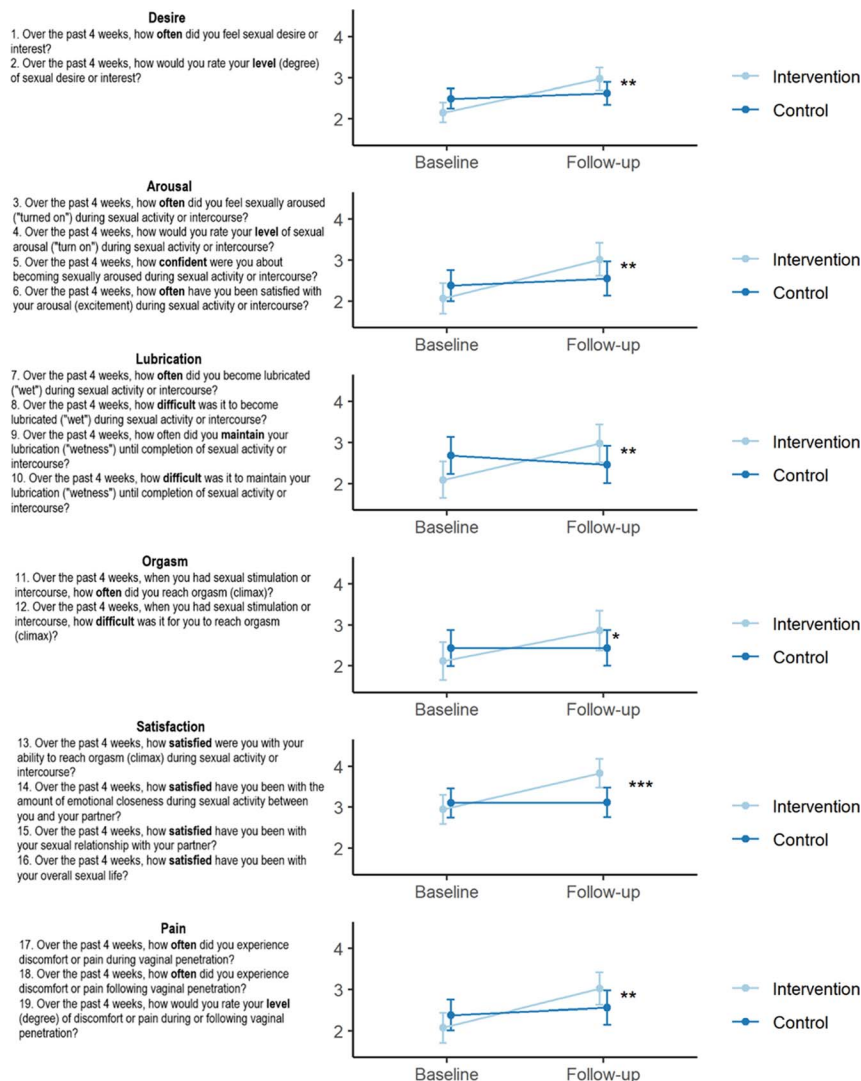 Desire
1. Over the past 4 weeks, how often did you feel sexual desire or
interest?
2. Over the past 4 weeks, how would you rate your level (degree)
of sexual desire or interest?
4
3
2
**
Baseline
Follow-up
Intervention
Control
Arousal
3. Over the past 4 weeks, how often did you feel sexually aroused
("turned on") during sexual activity or intercourse?
4. Over the past 4 weeks, how would you rate your level of sexual
arousal ("turn on") during sexual activity or intercourse?
5. Over the past 4 weeks, how confident were you about
becoming sexually aroused during sexual activity or intercourse?
6. Over the past 4 weeks, how often have you been satisfied with
your arousal (excitement) during sexual activity or intercourse?
4
3
2
**
Baseline
Follow-up
Intervention
Control
Lubrication
7. Over the past 4 weeks, how often did you become lubricated
("wet") during sexual activity or intercourse?
8. Over the past 4 weeks, how difficult was it to become
lubricated ("wet") during sexual activity or intercourse?
9. Over the past 4 weeks, how often did you maintain your
lubrication ("wetness") until completion of sexual activity or
intercourse?
10. Over the past 4 weeks, how difficult was it to maintain your
lubrication ("wetness") until completion of sexual activity or
intercourse?
4
3
2
**
Baseline
Follow-up
Intervention
Control
Orgasm
11. Over the past 4 weeks, when you had sexual stimulation or
intercourse, how often did you reach orgasm (climax)?
12. Over the past 4 weeks, when you had sexual stimulation or
intercourse, how difficult was it for you to reach orgasm
(climax)?
4
3
2
*
Baseline
Follow-up
Intervention
Control
Satisfaction
13. Over the past 4 weeks, how satisfied were you with your
ability to reach orgasm (climax) during sexual activity or
intercourse?
14. Over the past 4 weeks, how satisfied have you been with the
amount of emotional closeness during sexual activity between
you and your partner?
15. Over the past 4 weeks, how satisfied have you been with
your sexual relationship with your partner?
16. Over the past 4 weeks, how satisfied have you been with
your overall sexual life?
4
3
2
***
Baseline
Follow-up
Intervention
Control
Pain
17. Over the past 4 weeks, how often did you experience
discomfort or pain during vaginal penetration?
18. Over the past 4 weeks, how often did you experience
discomfort or pain following vaginal penetration?
19. Over the past 4 weeks, how would you rate your level
(degree) of discomfort or pain during or following vaginal
penetration?
4
3
2
**
Baseline
Follow-up
Intervention
Control